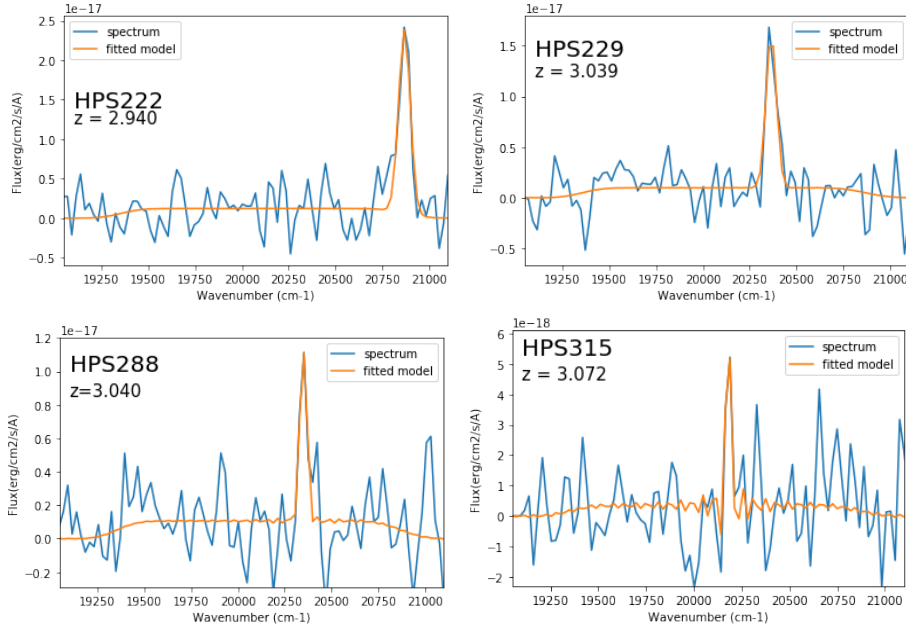 1e−17
2.5
2.0
1.5
1.0
0.5
0.0
−0.5
Flux(erg/cm2/s/A)
spectrum
fitted model
HPS222
z = 2.940
19250 19500 19750 20000 20250 20500 20750 21000
Wavenumber (cm-1)
1e−17
1.5
1.0
0.5
0.0
−0.5
Flux(erg/cm2/s/A)
HPS229
z = 3.039
spectrum
fitted model
19250 19500 19750 20000 20250 20500 20750 21000
Wavenumber (cm-1)
1e−17
1.2
1.0
0.8
0.6
0.4
0.2
0.0
−0.2
Flux(erg/cm2/s/A)
HPS288
z=3.040
spectrum
fitted model
19250 19500 19750 20000 20250 20500 20750 21000
Wavenumber (cm-1)
1e−18
6
5
4
3
2
1
0
−1
−2
Flux(erg/cm2/s/A)
HPS315
z = 3.072
spectrum
fitted model
19250 19500 19750 20000 20250 20500 20750 21000
Wavenumber (cm-1)